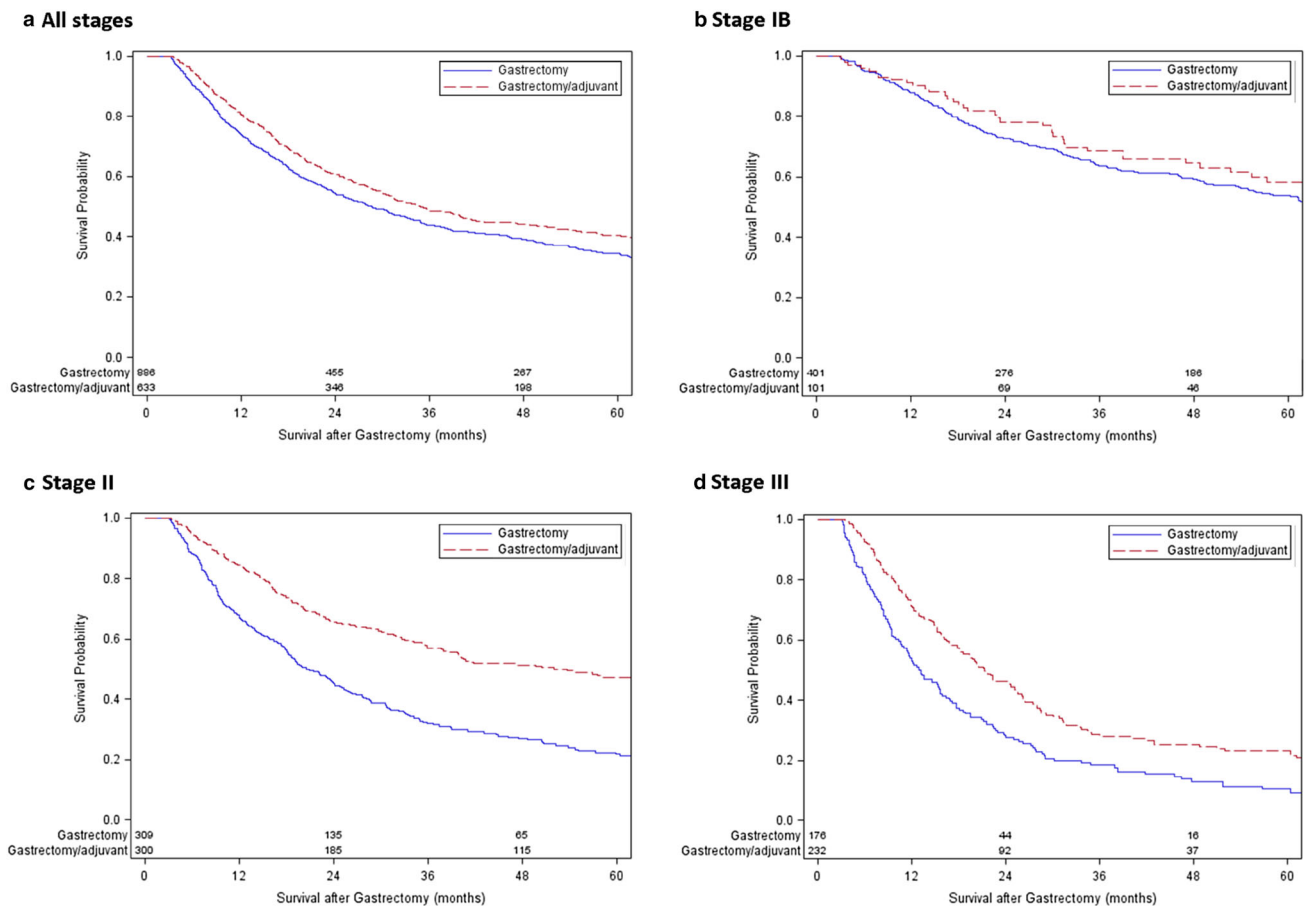 a All stages
Gastrectomy
Gastrectomy/adjuvant
Survival Probability
1.0
0.8
0.6
0.4
0.2
0.0
Gastrectomy 886 455 267
Gastrectomy/adjuvant 633 346 198
0 12 24 36 48 60
Survival after Gastrectomy (months)
b Stage IB
Gastrectomy
Gastrectomy/adjuvant
Survival Probability
1.0
0.8
0.6
0.4
0.2
0.0
Gastrectomy 401 276 186
Gastrectomy/adjuvant 101 69 46
0 12 24 36 48 60
Survival after Gastrectomy (months)
c Stage II
Gastrectomy
Gastrectomy/adjuvant
Survival Probability
1.0
0.8
0.6
0.4
0.2
0.0
Gastrectomy 309 135 65
Gastrectomy/adjuvant 300 185 115
0 12 24 36 48 60
Survival after Gastrectomy (months)
d Stage III
Gastrectomy
Gastrectomy/adjuvant
Survival Probability
1.0
0.8
0.6
0.4
0.2
0.0
Gastrectomy 176 44 16
Gastrectomy/adjuvant 232 92 37
0 12 24 36 48 60
Survival after Gastrectomy (months)